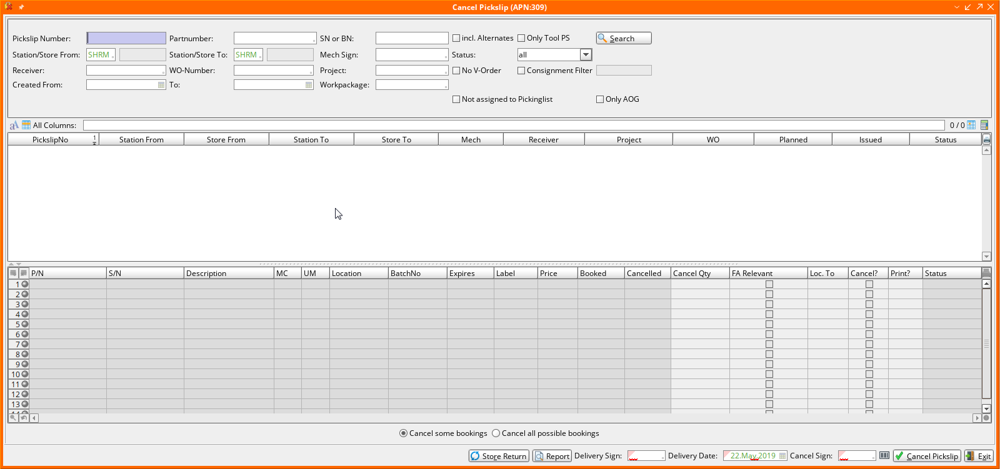 Cancel Pickslip (APN:309)
Pickslip Number: Partnumber: SN or BN: incl. Alternates Only Tool PS Search
Station/Store From: SHRM Station/Store To: SHRM Mech Sign: Status: all
Receiver: WO-Number: Project: No V-Order Consignment Filter
Created From: To: Workpackage:
Not assigned to Pickinglist Only AOG
All Columns: 0 / 0
PickslipNo 1 Station From Store From Station To Store To Mech Receiver Project WO Planned Issued Status
P/N S/N Description MC UM Location BatchNo Expires Label Price Booked Cancelled Cancel Qty FA Relevant Loc. To Cancel? Print? Status
1
2
3
4
5
6
7
8
9
10
11
12
13
14
Cancel some bookings Cancel all possible bookings
Store Return Report Delivery Sign: Delivery Date: 22.May.2019 Cancel Sign: Cancel Pickslip Exit